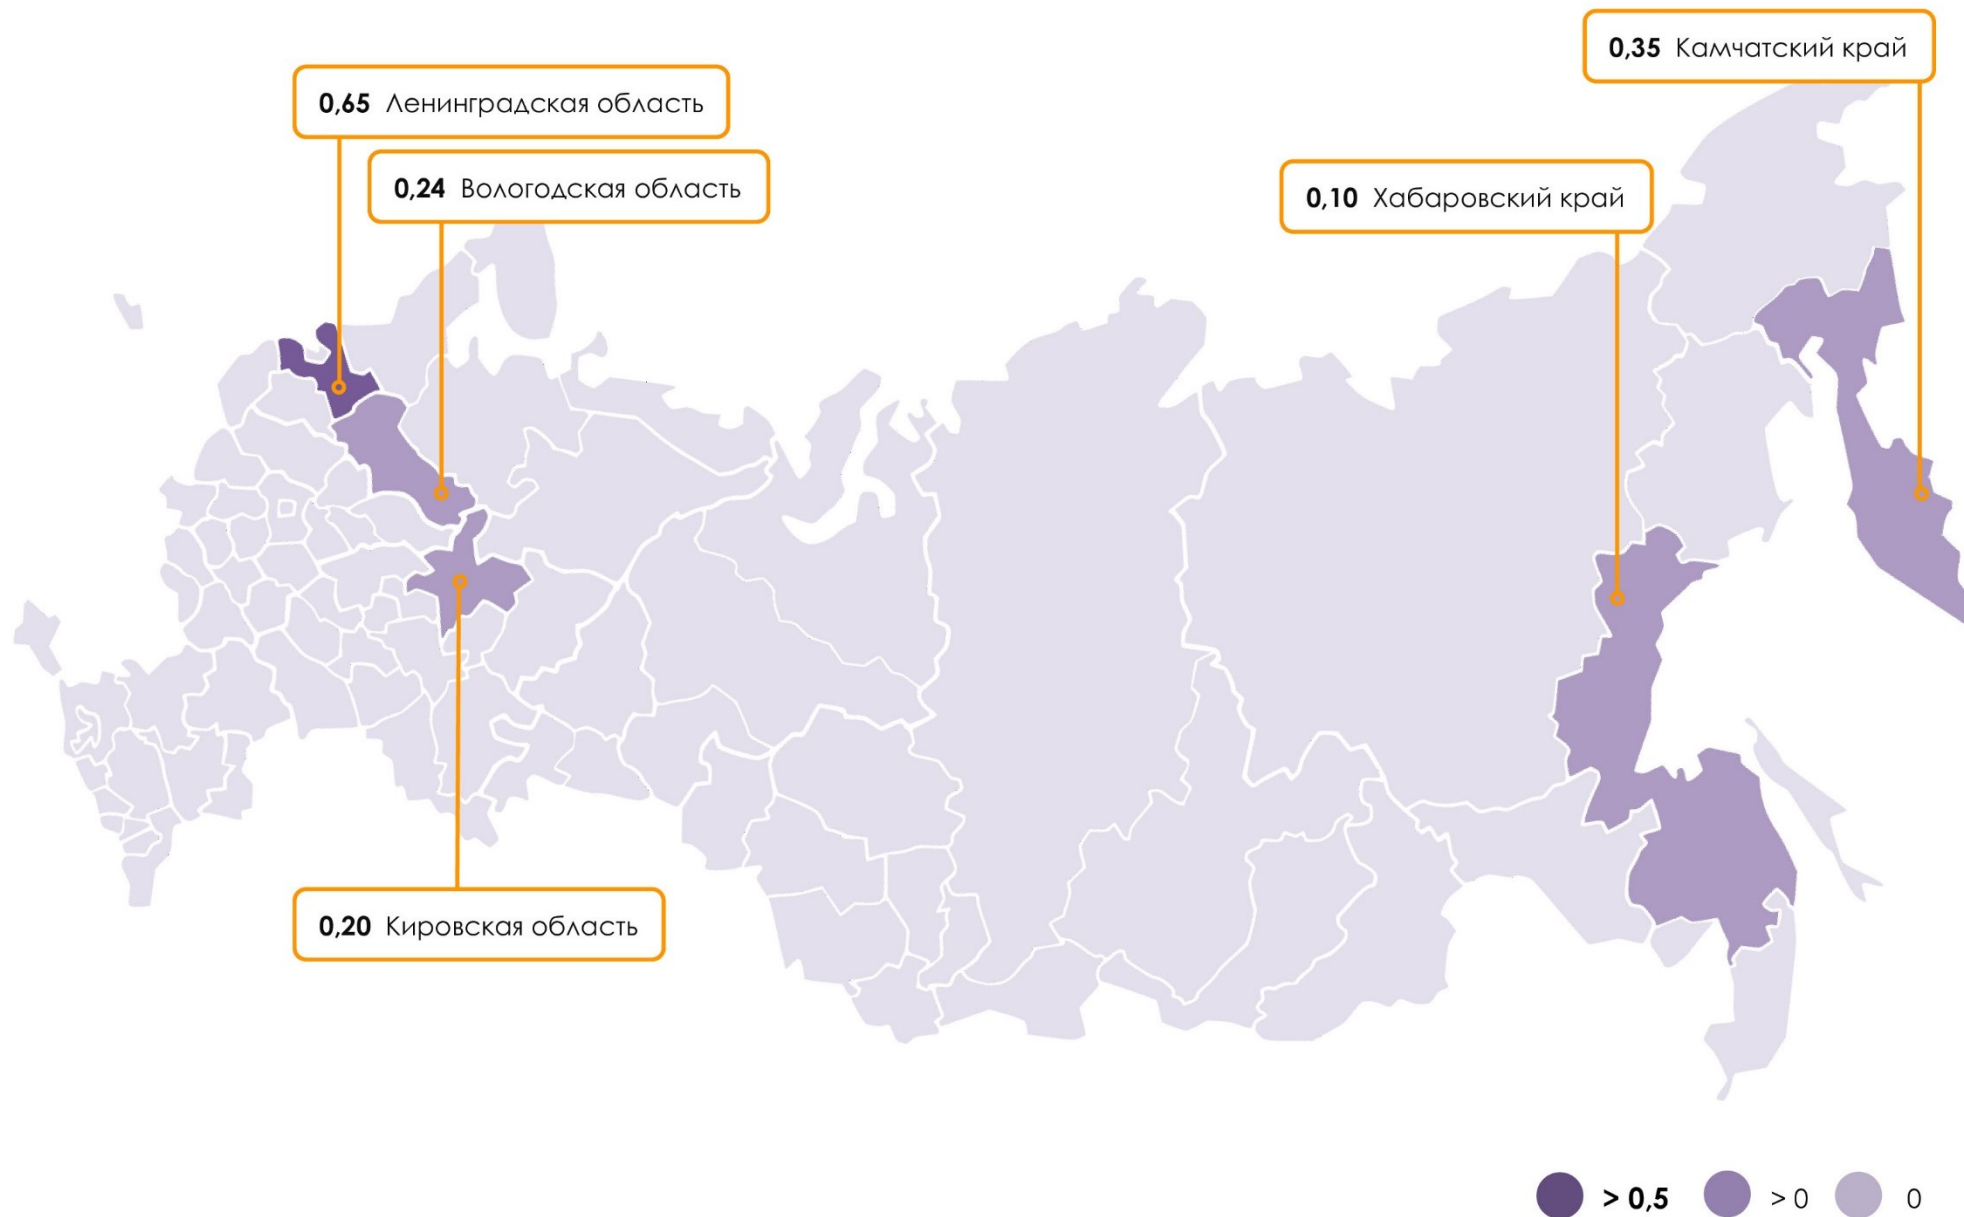 0,35 Камчатский край
0,65 Ленинградская область
0,24 Вологодская область
0,10 Хабаровский край
0,20 Кировская область
> 0,5 > 0 0